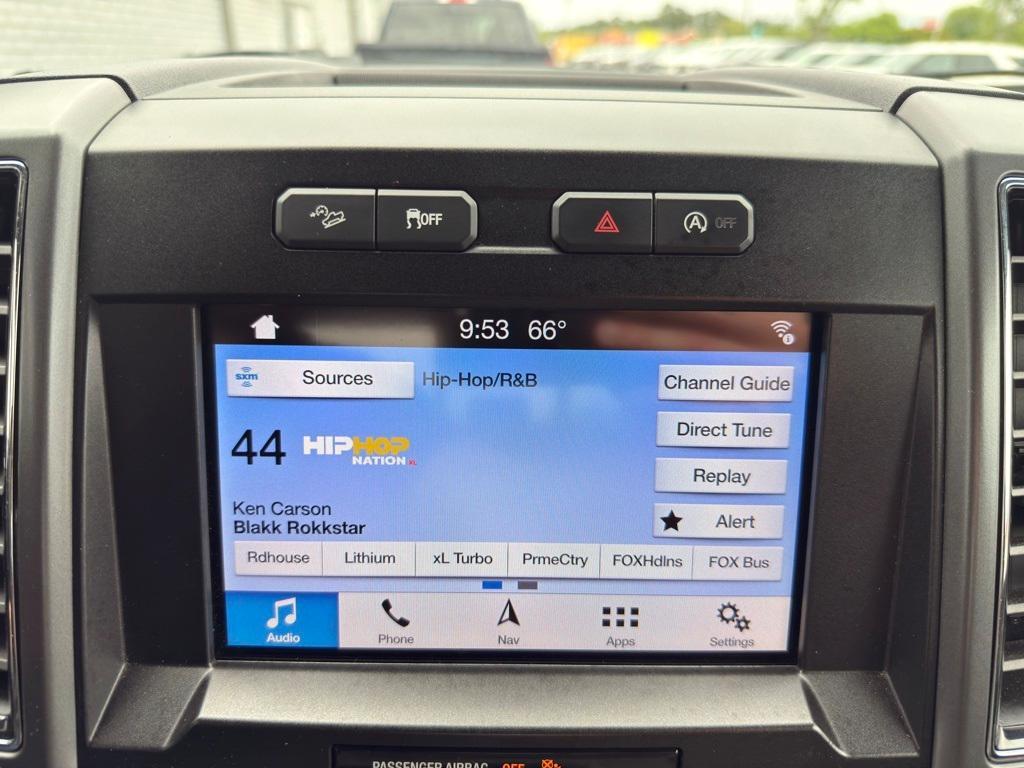 OFF A OFF
9:53 66°
sxm Sources Hip-Hop/R&B Channel Guide
Direct Tune
44 HIPHOP
NATION XL
Replay
Ken Carson
Blakk Rokkstar
Alert
Rdhouse Lithium xL Turbo PrmeCtry FOXHdlns FOX Bus
Audio Phone Nav Apps Settings
PASSENGER AIRBAG OFF